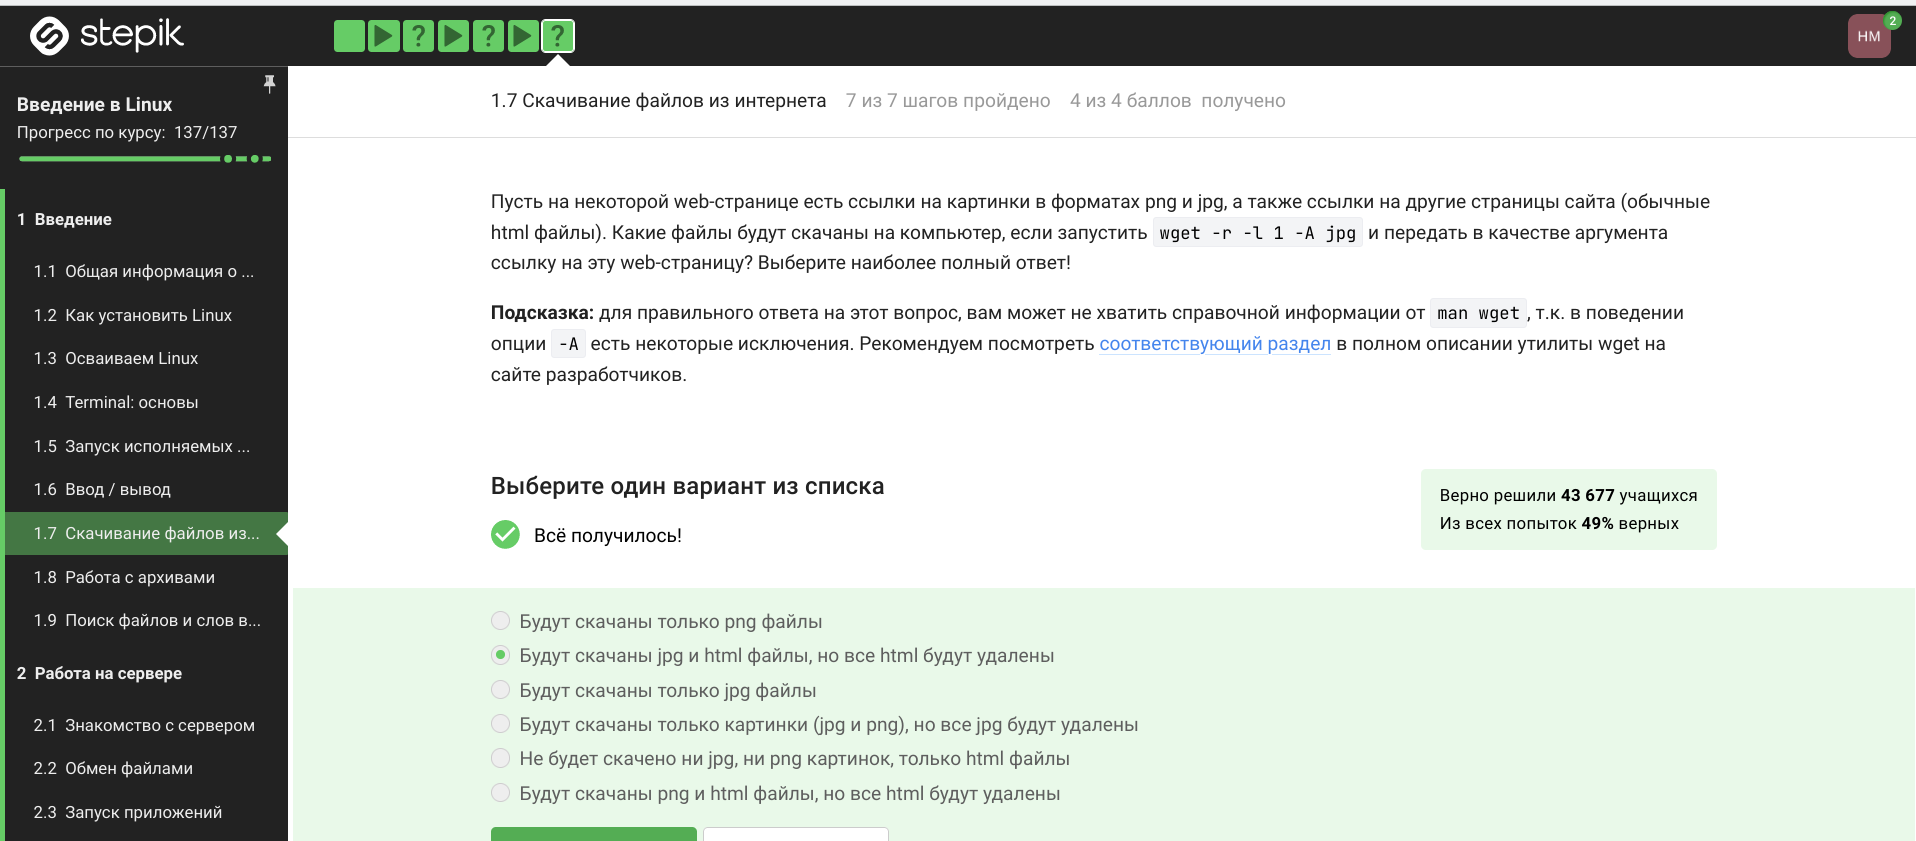 stepik
HM
2
Введение в Linux
Прогресс по курсу: 137/137
1 Введение
1.1 Общая информация о ...
1.2 Как установить Linux
1.3 Осваиваем Linux
1.4 Terminal: основы
1.5 Запуск исполняемых ...
1.6 Ввод / вывод
1.7 Скачивание файлов из...
1.8 Работа с архивами
1.9 Поиск файлов и слов в...
2 Работа на сервере
2.1 Знакомство с сервером
2.2 Обмен файлами
2.3 Запуск приложений
1.7 Скачивание файлов из интернета 7 из 7 шагов пройдено 4 из 4 баллов получено
Пусть на некоторой web-странице есть ссылки на картинки в форматах png и jpg, а также ссылки на другие страницы сайта (обычные
html файлы). Какие файлы будут скачаны на компьютер, если запустить wget -r -l 1 -A jpg и передать в качестве аргумента
ссылку на эту web-страницу? Выберите наиболее полный ответ!
Подсказка: для правильного ответа на этот вопрос, вам может не хватить справочной информации от man wget, т.к. в поведении
опции -A есть некоторые исключения. Рекомендуем посмотреть соответствующий раздел в полном описании утилиты wget на
сайте разработчиков.
Выберите один вариант из списка
Всё получилось!
Верно решили 43 677 учащихся
Из всех попыток 49% верных
Будут скачаны только png файлы
Будут скачаны jpg и html файлы, но все html будут удалены
Будут скачаны только jpg файлы
Будут скачаны только картинки (jpg и png), но все jpg будут удалены
Не будет скачено ни jpg, ни png картинок, только html файлы
Будут скачаны png и html файлы, но все html будут удалены